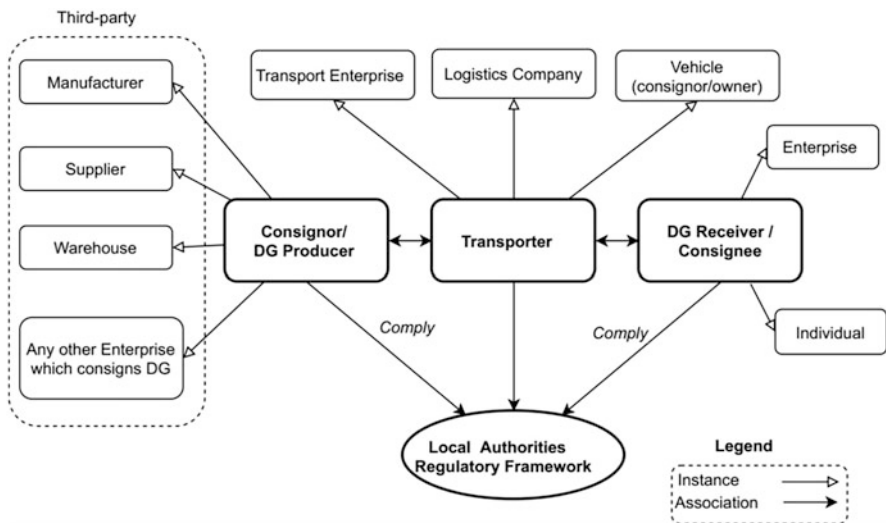 Third-party
Manufacturer
Supplier
Warehouse
Any other Enterprise
which consigns DG
Transport Enterprise
Logistics Company
Vehicle
(consignor/owner)
Enterprise
Individual
Consignor/
DG Producer
Transporter
DG Receiver /
Consignee
Comply
Comply
Local Authorities
Regulatory Framework
Legend
Instance
Association